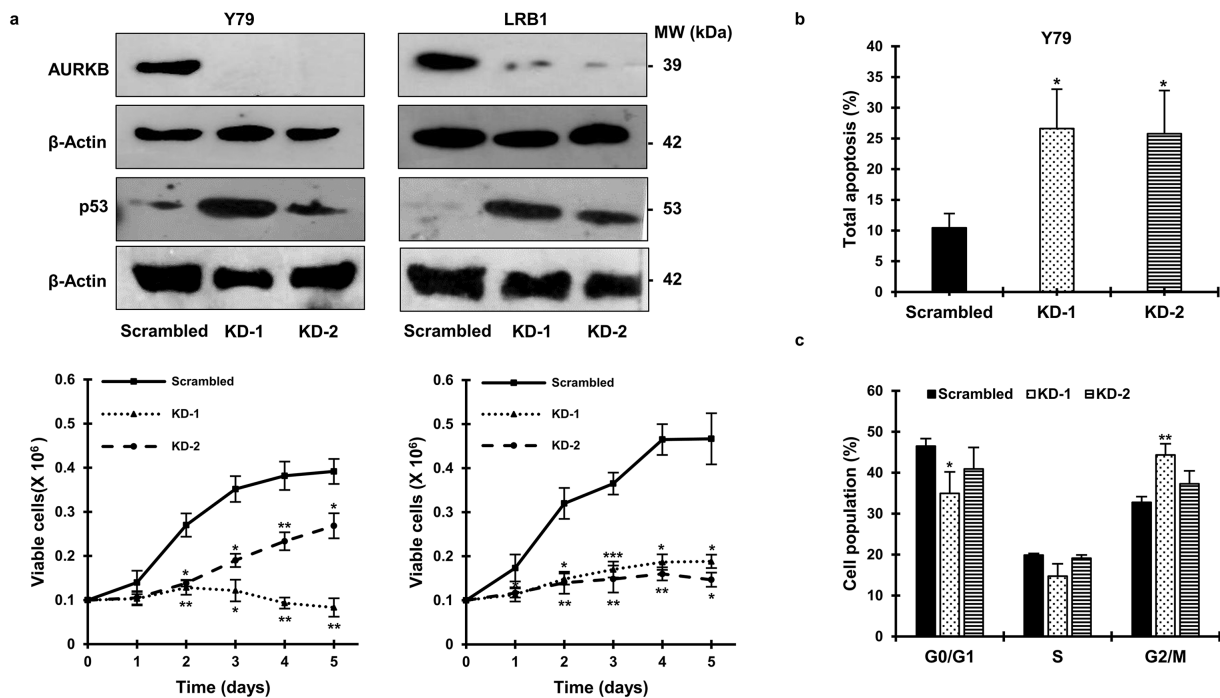 a
Y79
LRB1
MW (kDa)
AURKB
- 39
β-Actin
- 42
p53
- 53
β-Actin
- 42
Scrambled KD-1 KD-2
Scrambled KD-1 KD-2
0.6
0.5
0.4
0.3
0.2
0.1
0
Viable cells(X 10⁶)
Scrambled
KD-1
KD-2
* * ** *
** * ** **
0 1 2 3 4 5
Time (days)
0.6
0.5
0.4
0.3
0.2
0.1
0
Viable cells (X 10⁶)
Scrambled
KD-1
KD-2
* * *** * *
** ** ** *
0 1 2 3 4 5
Time (days)
b
Y79
40
35
30
25
20
15
10
5
0
Total apoptosis (%)
* *
Scrambled KD-1 KD-2
c
60
50
40
30
20
10
0
Cell population (%)
Scrambled KD-1 KD-2
* **
G0/G1 S G2/M